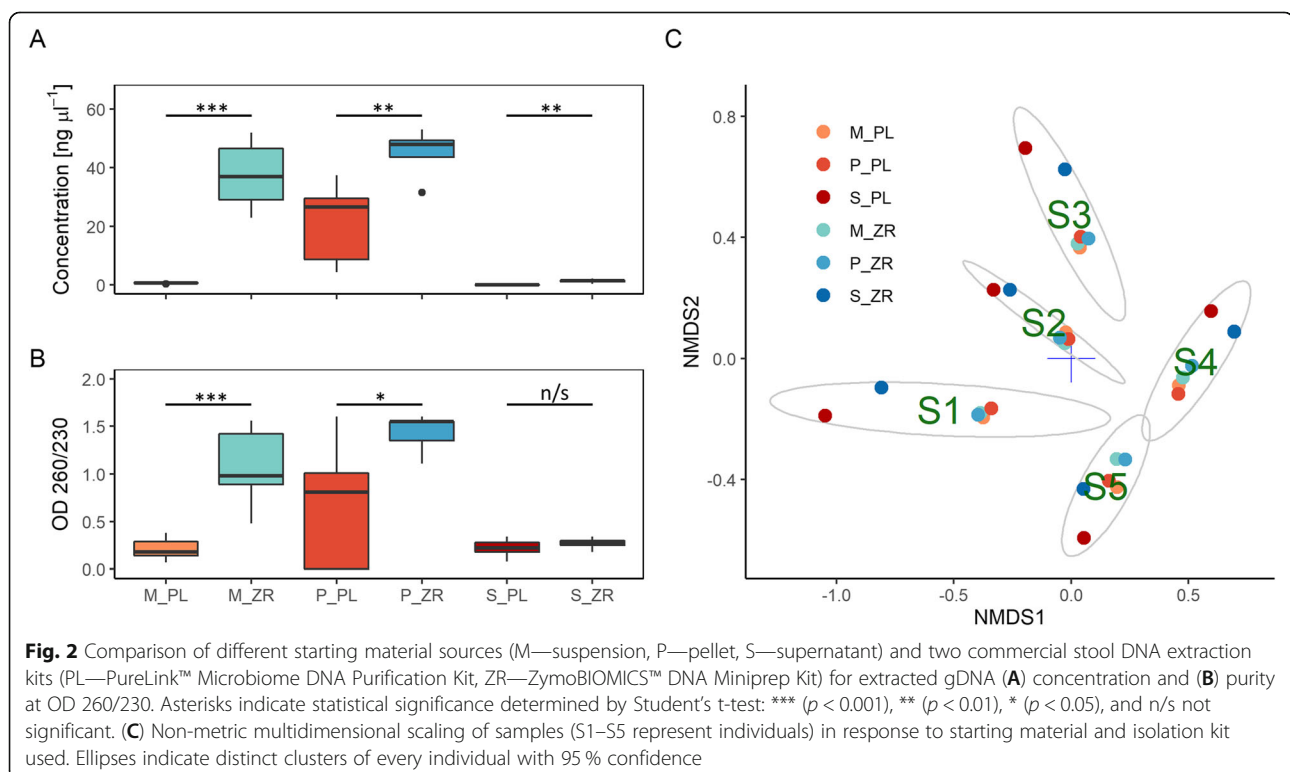 A
Concentration [ng µl⁻¹]
60
40
20
0
***
**
**
B
OD 260/230
2.0
1.5
1.0
0.5
0.0
***
*
n/s
M_PL M_ZR P_PL P_ZR S_PL S_ZR
C
NMDS2
0.8
0.4
0.0
-0.4
M_PL
P_PL
S_PL
M_ZR
P_ZR
S_ZR
S3
S2
S4
S1
S5
-1.0 -0.5 0.0 0.5
NMDS1
Fig. 2 Comparison of different starting material sources (M—suspension, P—pellet, S—supernatant) and two commercial stool DNA extraction
kits (PL—PureLink™ Microbiome DNA Purification Kit, ZR—ZymoBIOMICS™ DNA Miniprep Kit) for extracted gDNA (A) concentration and (B) purity
at OD 260/230. Asterisks indicate statistical significance determined by Student's t-test: *** (p < 0.001), ** (p < 0.01), * (p < 0.05), and n/s not
significant. (C) Non-metric multidimensional scaling of samples (S1–S5 represent individuals) in response to starting material and isolation kit
used. Ellipses indicate distinct clusters of every individual with 95 % confidence